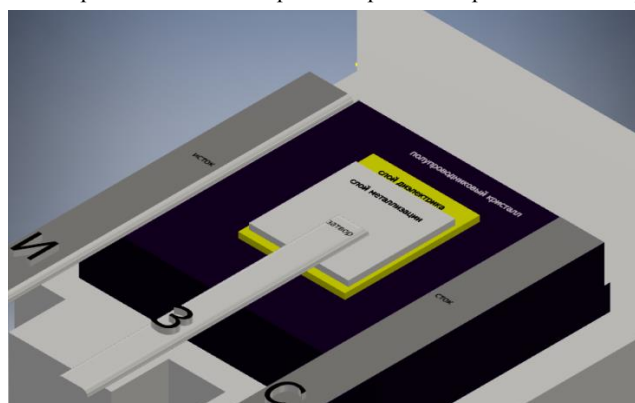 полупроводниковый кристалл
исток
слой диэлектрика
слой металлизации
затвор
И
сток
З
С